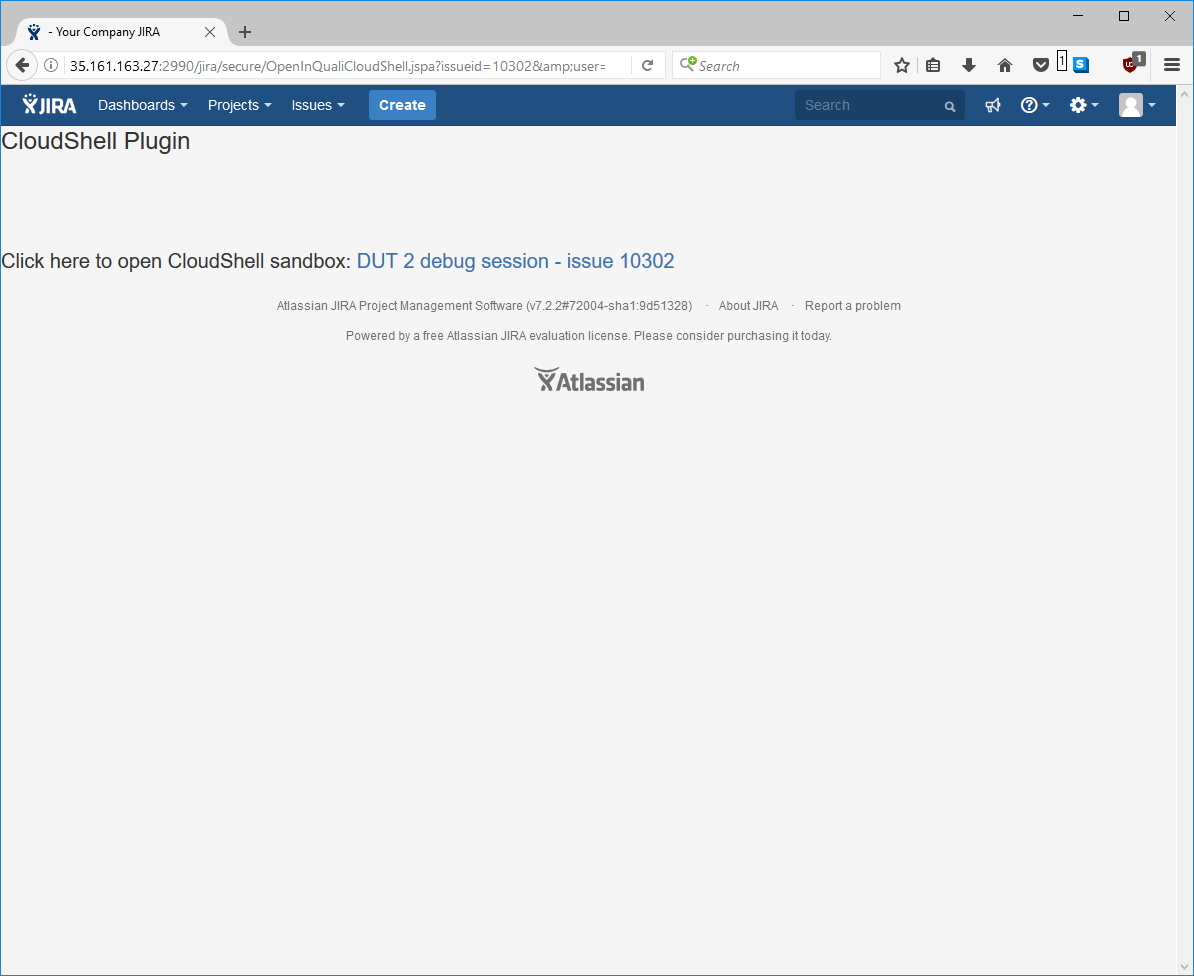 - Your Company JIRA
35.161.163.27:2990/jira/secure/OpenInQualiCloudShell.jspa?issueid=10302&amp;user=
Search
1
S
1
JIRA Dashboards Projects Issues Create Search
CloudShell Plugin
Click here to open CloudShell sandbox: DUT 2 debug session - issue 10302
Atlassian JIRA Project Management Software (v7.2.2#72004-sha1:9d51328) · About JIRA · Report a problem
Powered by a free Atlassian JIRA evaluation license. Please consider purchasing it today.
Atlassian